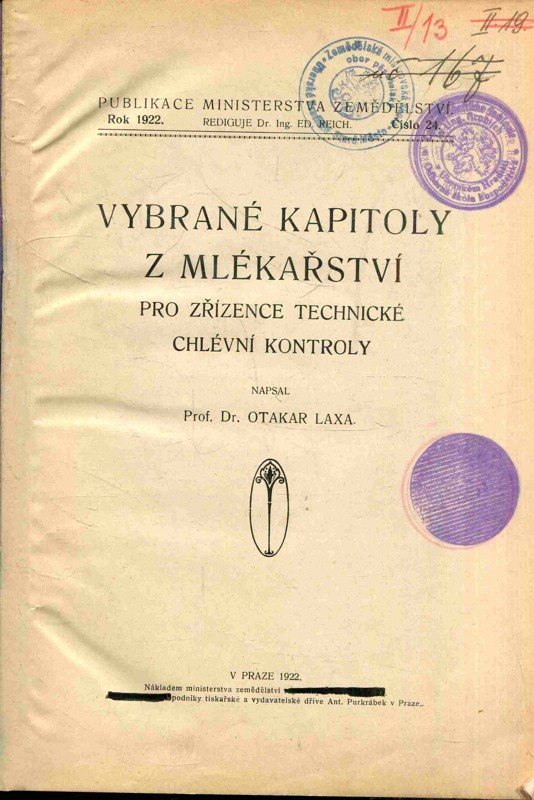 II/13 II 19.
167
PUBLIKACE MINISTERSTVA ZEMĚDĚLSTVÍ
Rok 1922. REDIGUJE Dr. Ing. ED. REICH. Číslo 24.
VYBRANÉ KAPITOLY
Z MLÉKAŘSTVÍ
PRO ZŘÍZENCE TECHNICKÉ
CHLÉVNÍ KONTROLY
NAPSAL
Prof. Dr. OTAKAR LAXA.
V PRAZE 1922.
Nákladem ministerstva zemědělství
podniky tiskařské a vydavatelské dříve Ant. Purkrábek v Praze.